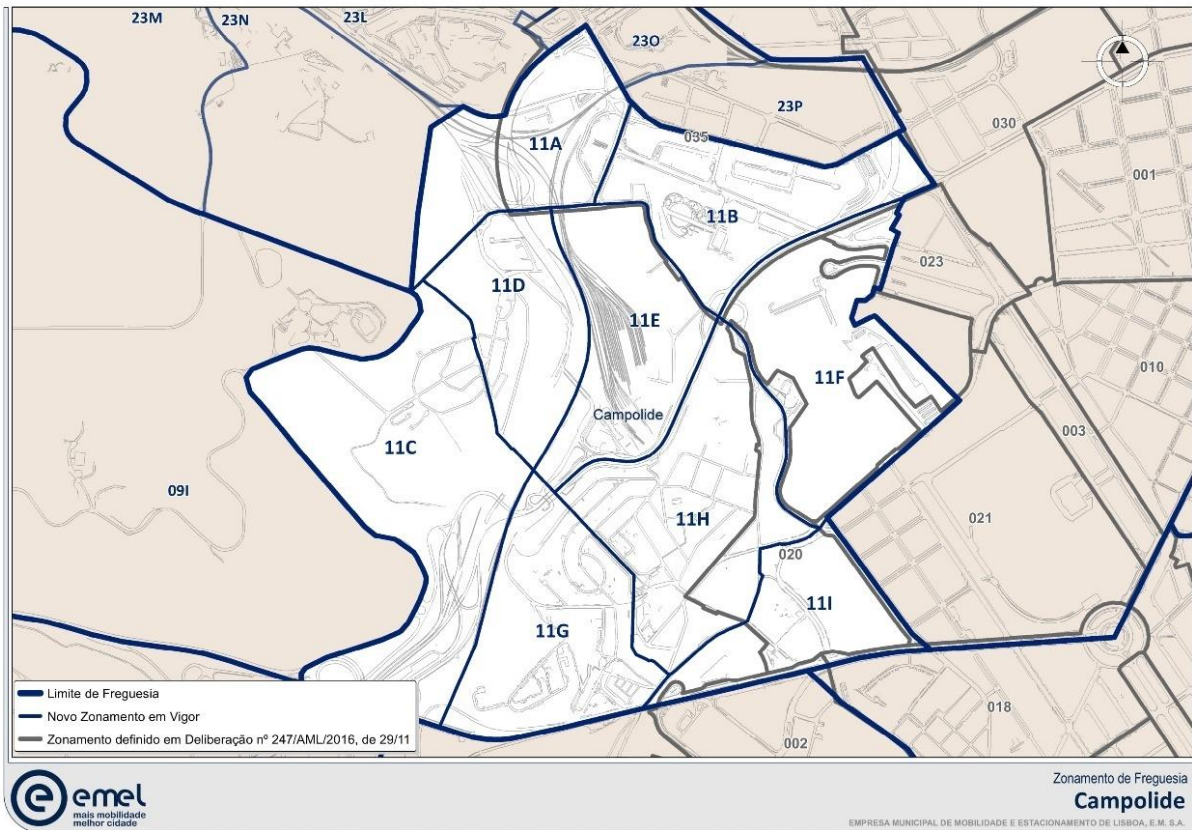 23M
23N
23L
23O
23P
035
030
001
11A
11B
023
11D
11E
11F
010
Campolide
003
11C
09I
11H
021
020
11I
11G
018
002
Limite de Freguesia
Novo Zonamento em Vigor
Zonamento definido em Deliberação nº 247/AML/2016, de 29/11
emel
mais mobilidade
melhor cidade
Zonamento de Freguesia
Campolide
EMPRESA MUNICIPAL DE MOBILIDADE E ESTACIONAMENTO DE LISBOA, E.M. S.A.